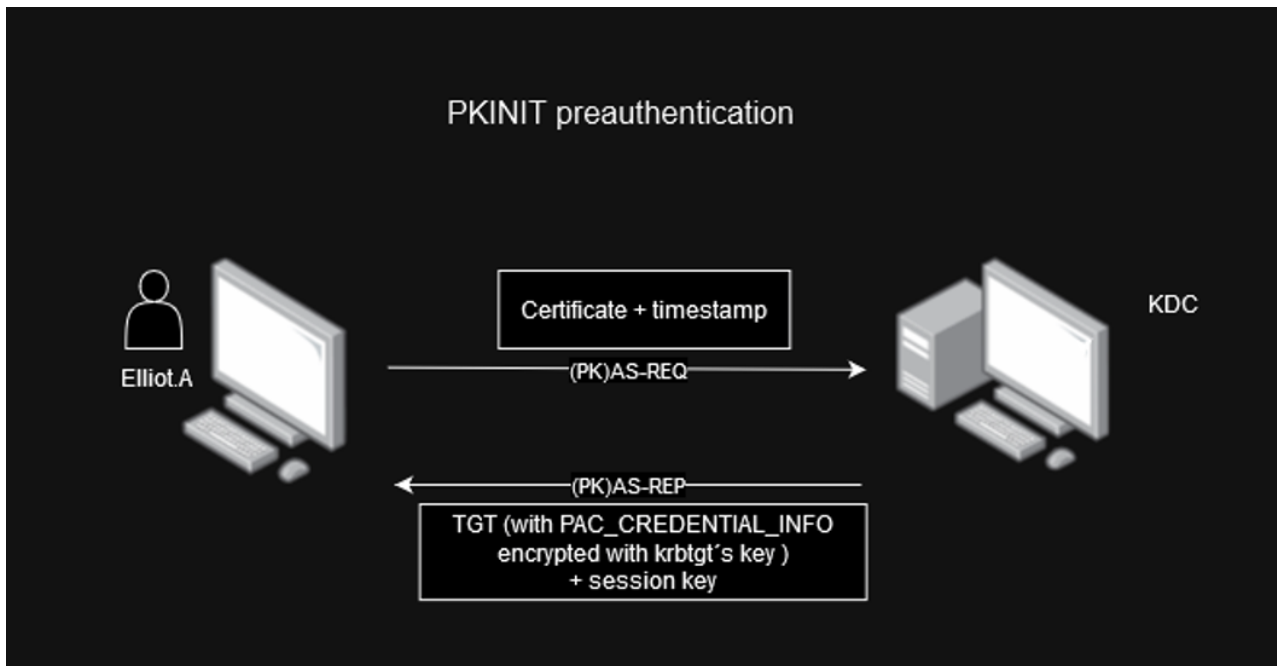 PKINIT preauthentication
Certificate + timestamp
KDC
Elliot.A
(PK)AS-REQ
(PK)AS-REP
TGT (with PAC_CREDENTIAL_INFO
encrypted with krbtgt´s key )
+ session key